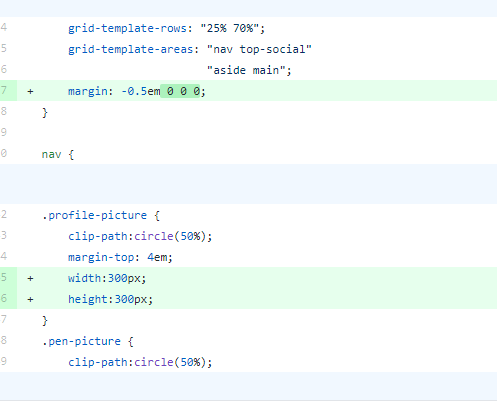 4 grid-template-rows: "25% 70%";
5 grid-template-areas: "nav top-social"
6 "aside main";
7 + margin: -0.5em 0 0 0;
8 }
9
0 nav {
2 .profile-picture {
3 clip-path:circle(50%);
4 margin-top: 4em;
5 + width:300px;
6 + height:300px;
7 }
8 .pen-picture {
9 clip-path:circle(50%);